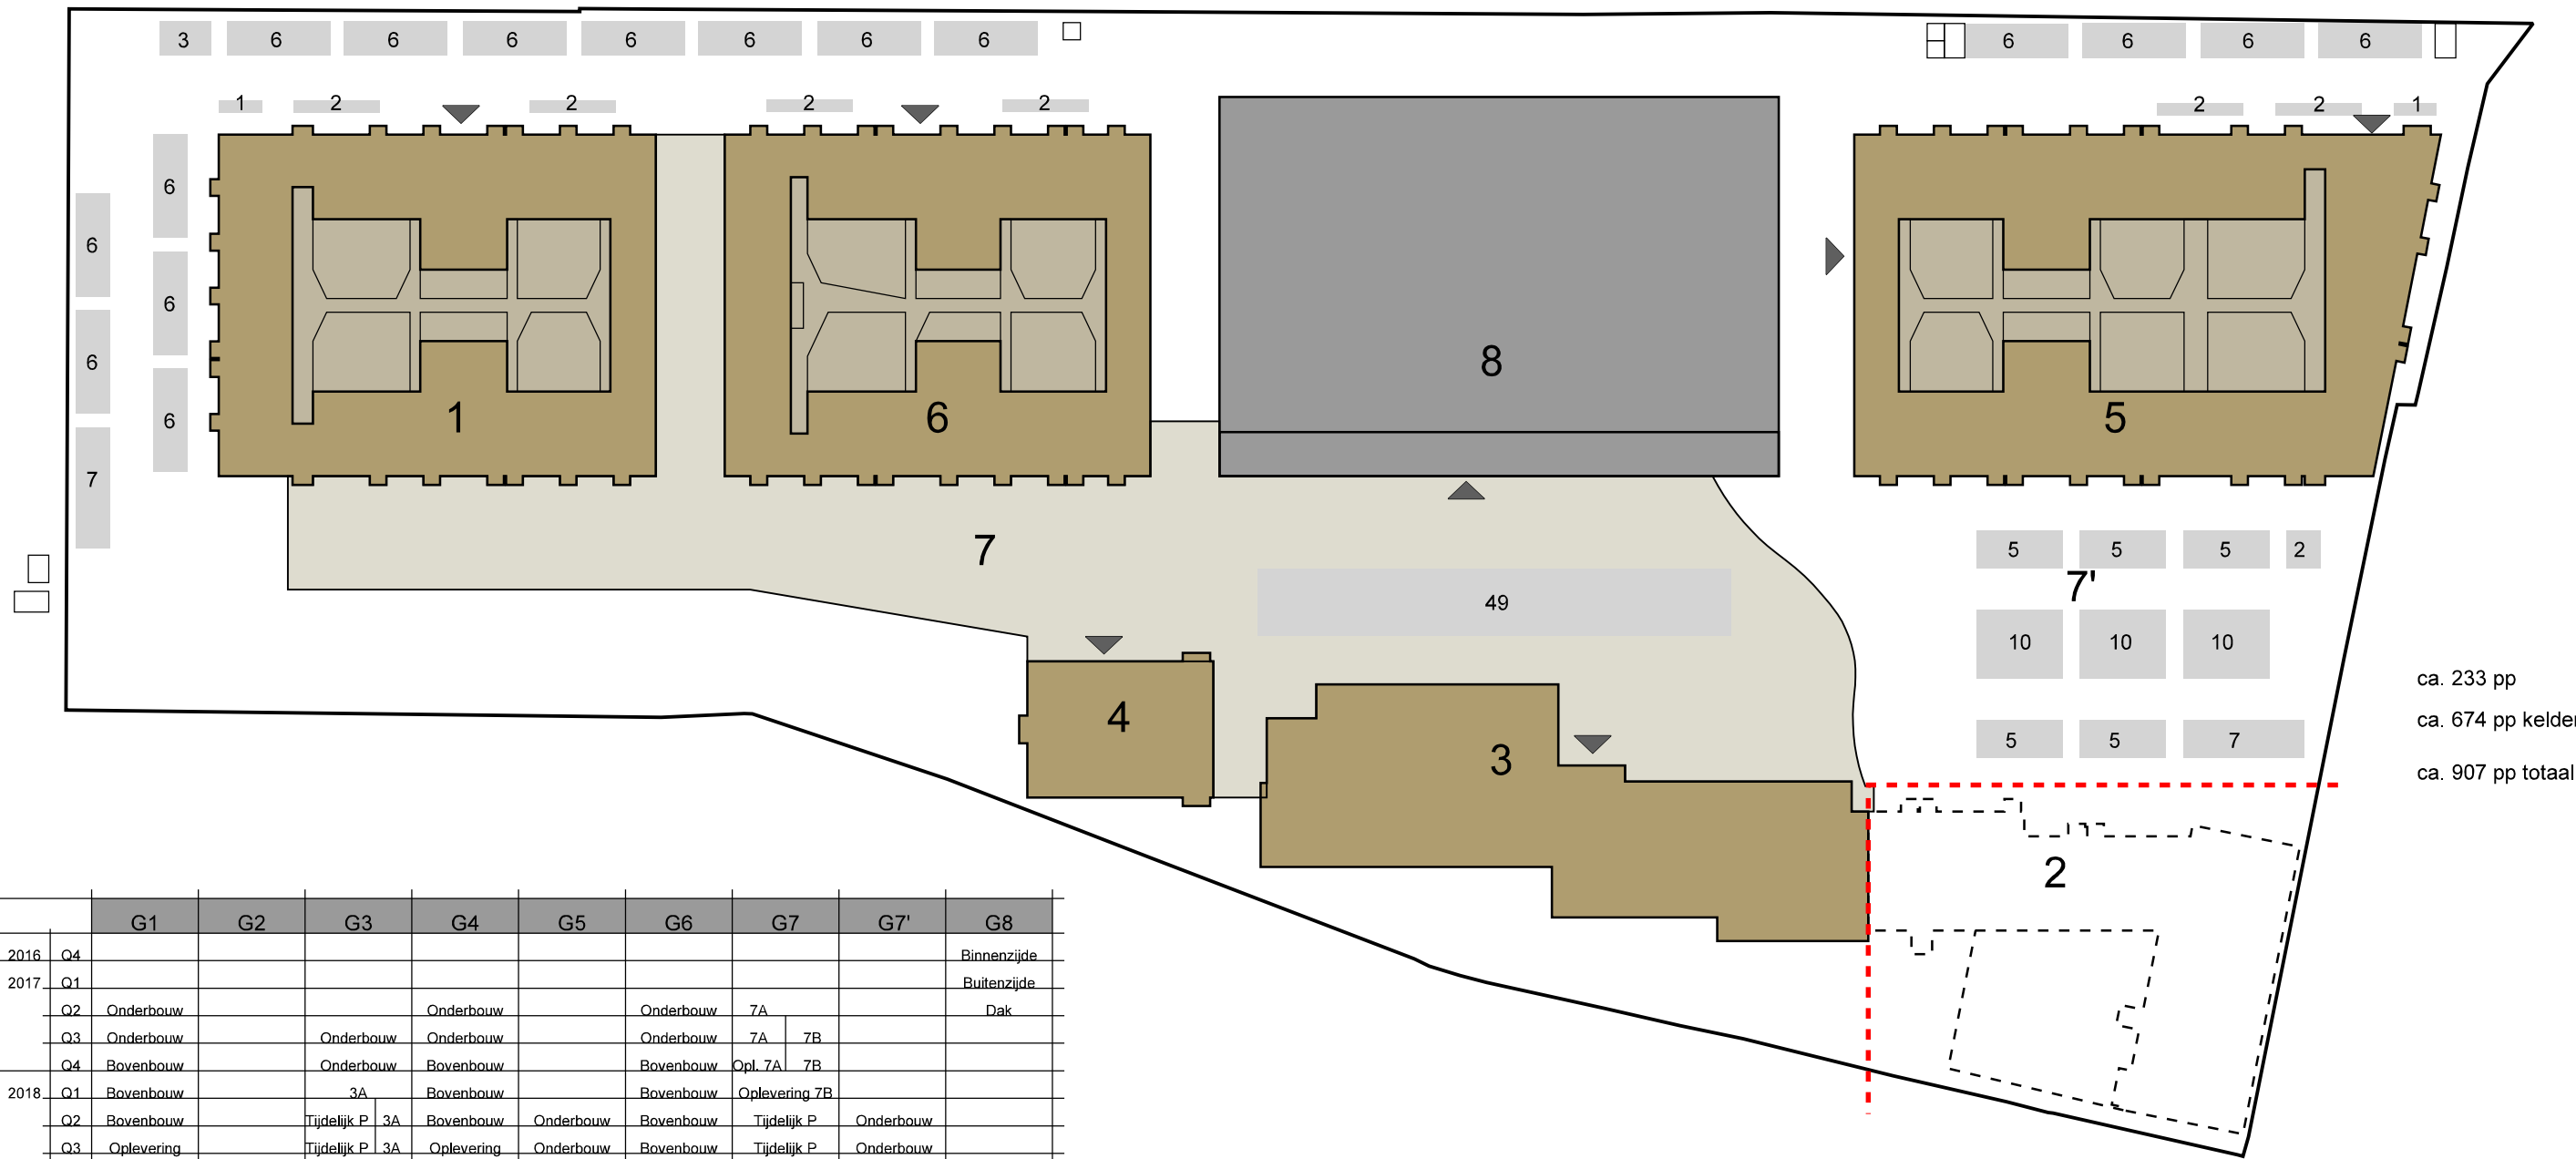 3 6 6 6 6 6 6 6 6 6 6 6
1 2 2 2 2 2 2 1
6
6
6
6
6
6
7
1
6
8
5
7
49
5 5 5 2
7'
10 10 10
5 5 7
4
3
2
ca. 233 pp
ca. 674 pp kelder
ca. 907 pp totaal
G1 G2 G3 G4 G5 G6 G7 G7' G8
2016 Q4 Binnenzijde
2017 Q1 Buitenzijde
Q2 Onderbouw Onderbouw Onderbouw 7A Dak
Q3 Onderbouw Onderbouw Onderbouw Onderbouw 7A 7B
Q4 Bovenbouw Onderbouw Bovenbouw Bovenbouw Opl. 7A 7B
2018 Q1 Bovenbouw 3A Bovenbouw Bovenbouw Oplevering 7B
Q2 Bovenbouw Tijdelijk P 3A Bovenbouw Onderbouw Bovenbouw Tijdelijk P Onderbouw
Q3 Oplevering Tijdelijk P 3A Oplevering Onderbouw Bovenbouw Tijdelijk P Onderbouw